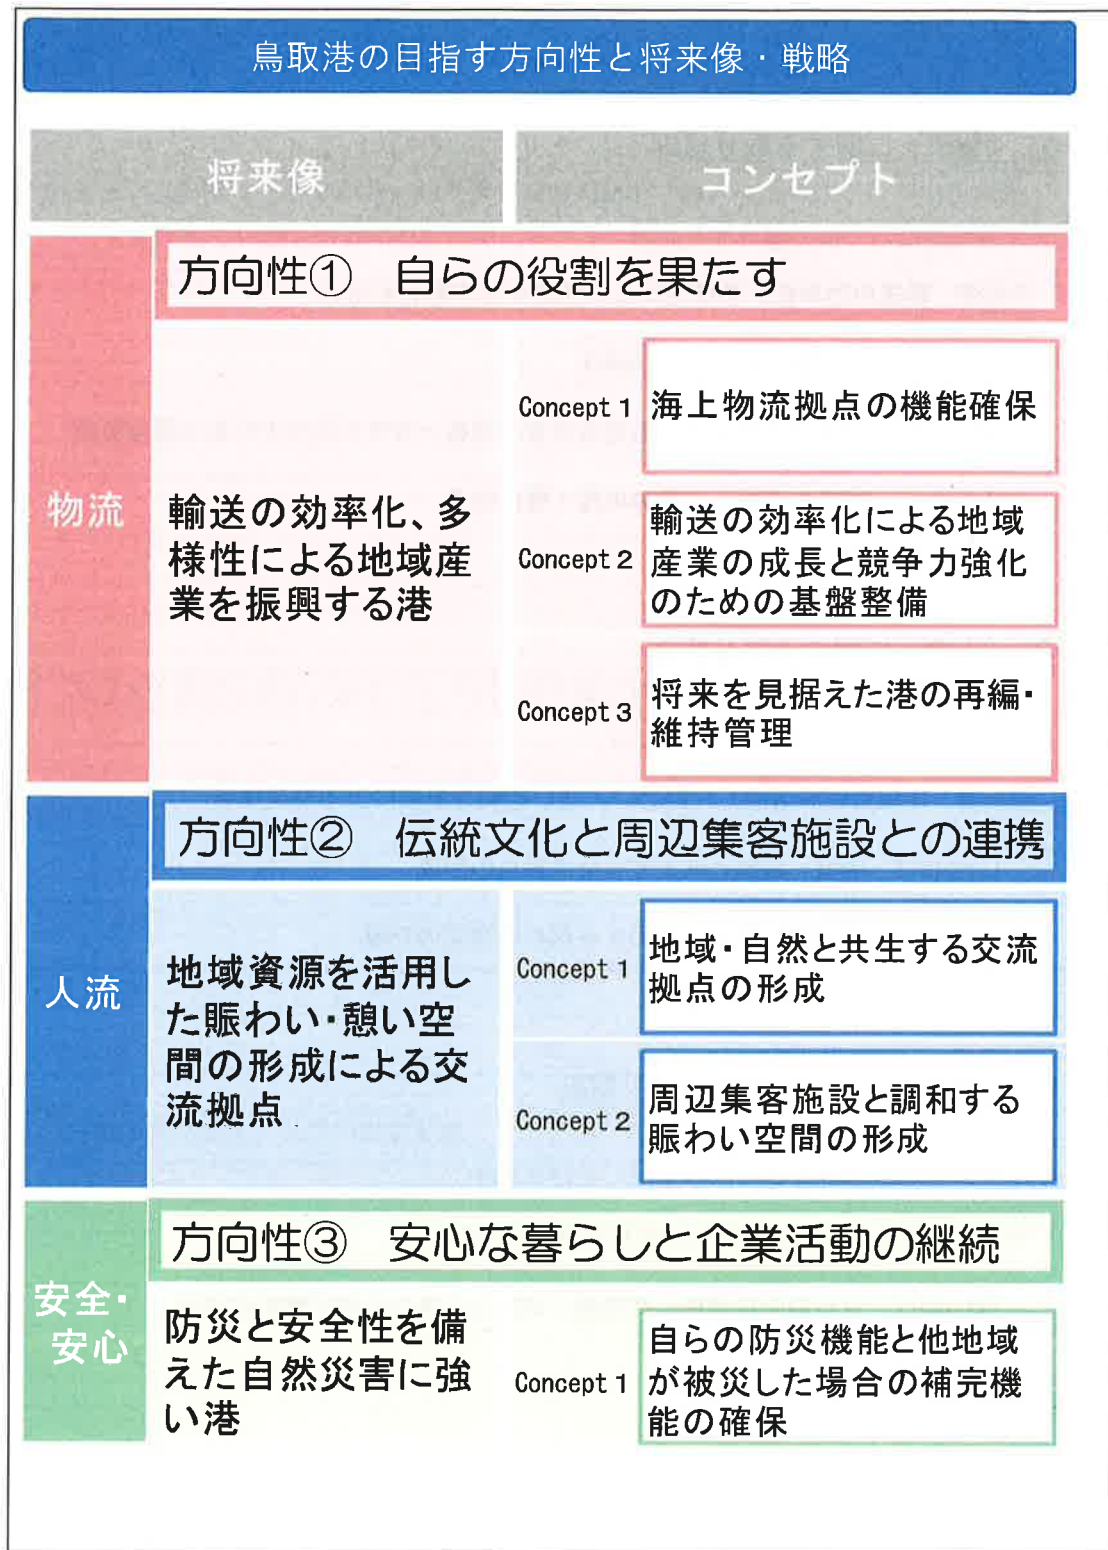 鳥取港の目指す方向性と将来像・戦略
将来像
コンセプト
物流
方向性①　自らの役割を果たす
輸送の効率化、多
様性による地域産
業を振興する港
Concept 1
海上物流拠点の機能確保
Concept 2
輸送の効率化による地域
産業の成長と競争力強化
のための基盤整備
Concept 3
将来を見据えた港の再編・
維持管理
人流
方向性②　伝統文化と周辺集客施設との連携
地域資源を活用し
た賑わい・憩い空
間の形成による交
流拠点
Concept 1
地域・自然と共生する交流
拠点の形成
Concept 2
周辺集客施設と調和する
賑わい空間の形成
安全・
安心
方向性③　安心な暮らしと企業活動の継続
防災と安全性を備
えた自然災害に強
い港
Concept 1
自らの防災機能と他地域
が被災した場合の補完機
能の確保